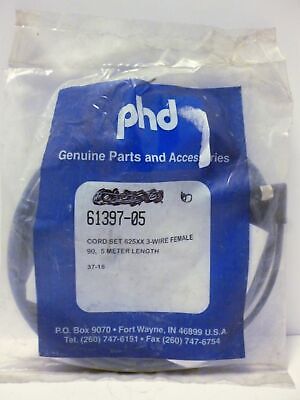 phd
Genuine Parts and Accessories
61397-05
CORD SET 625XX 3-WIRE FEMALE
90, 5 METER LENGTH
37-16
P.O. Box 9070 • Fort Wayne, IN 46899 U.S.A.
Tel. (260) 747-6151 • Fax (260) 747-6754